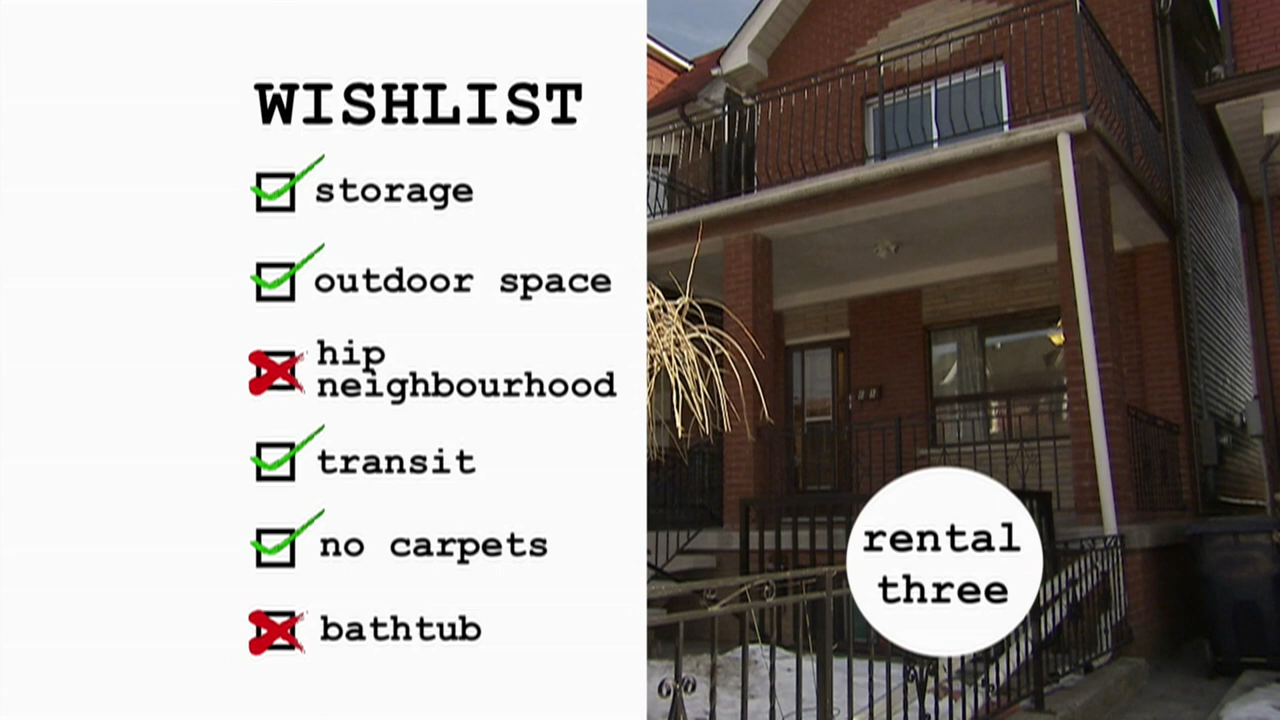 WISHLIST
storage
outdoor space
hip
neighbourhood
transit
no carpets
bathtub
rental
three